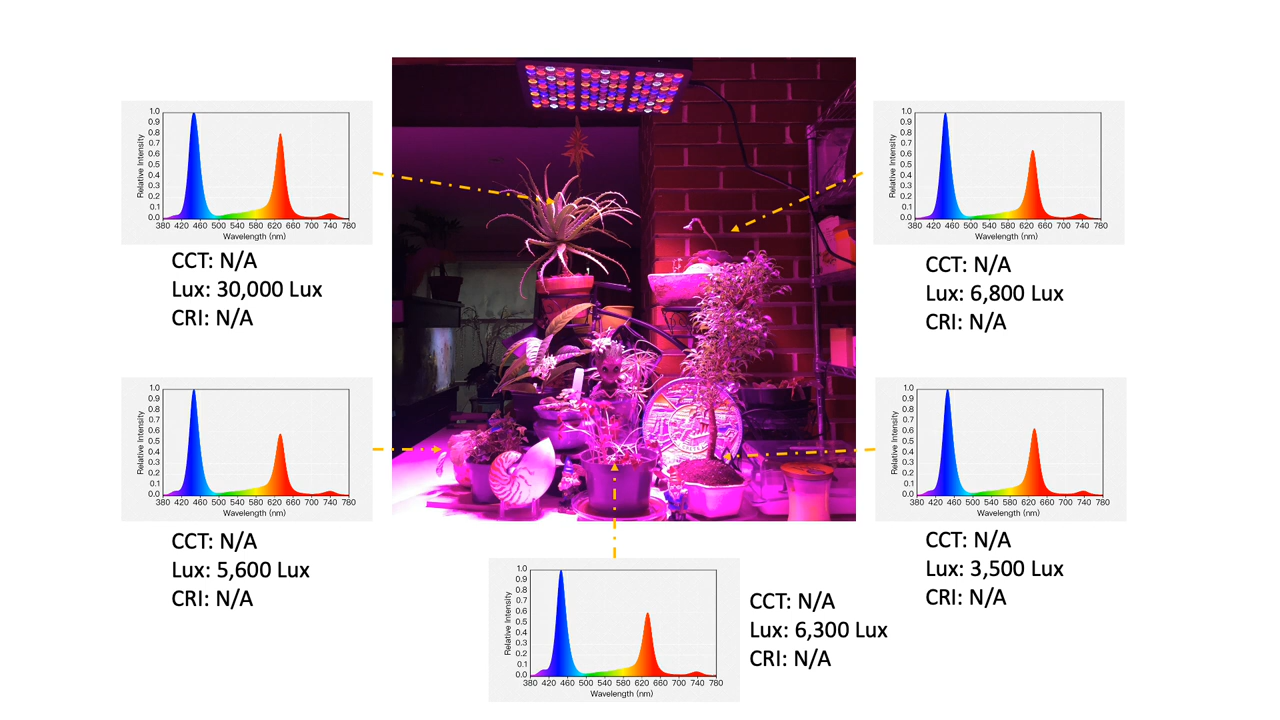 1.0
0.9
0.8
0.7
0.6
0.5
0.4
0.3
0.2
0.1
0.0
Relative Intensity
380 420 460 500 540 580 620 660 700 740 780
Wavelength (nm)
CCT: N/A
Lux: 30,000 Lux
CRI: N/A
1.0
0.9
0.8
0.7
0.6
0.5
0.4
0.3
0.2
0.1
0.0
Relative Intensity
380 420 460 500 540 580 620 660 700 740 780
Wavelength (nm)
CCT: N/A
Lux: 6,800 Lux
CRI: N/A
1.0
0.9
0.8
0.7
0.6
0.5
0.4
0.3
0.2
0.1
0.0
Relative Intensity
380 420 460 500 540 580 620 660 700 740 780
Wavelength (nm)
CCT: N/A
Lux: 5,600 Lux
CRI: N/A
1.0
0.9
0.8
0.7
0.6
0.5
0.4
0.3
0.2
0.1
0.0
Relative Intensity
380 420 460 500 540 580 620 660 700 740 780
Wavelength (nm)
CCT: N/A
Lux: 3,500 Lux
CRI: N/A
1.0
0.9
0.8
0.7
0.6
0.5
0.4
0.3
0.2
0.1
0.0
Relative Intensity
380 420 460 500 540 580 620 660 700 740 780
Wavelength (nm)
CCT: N/A
Lux: 6,300 Lux
CRI: N/A